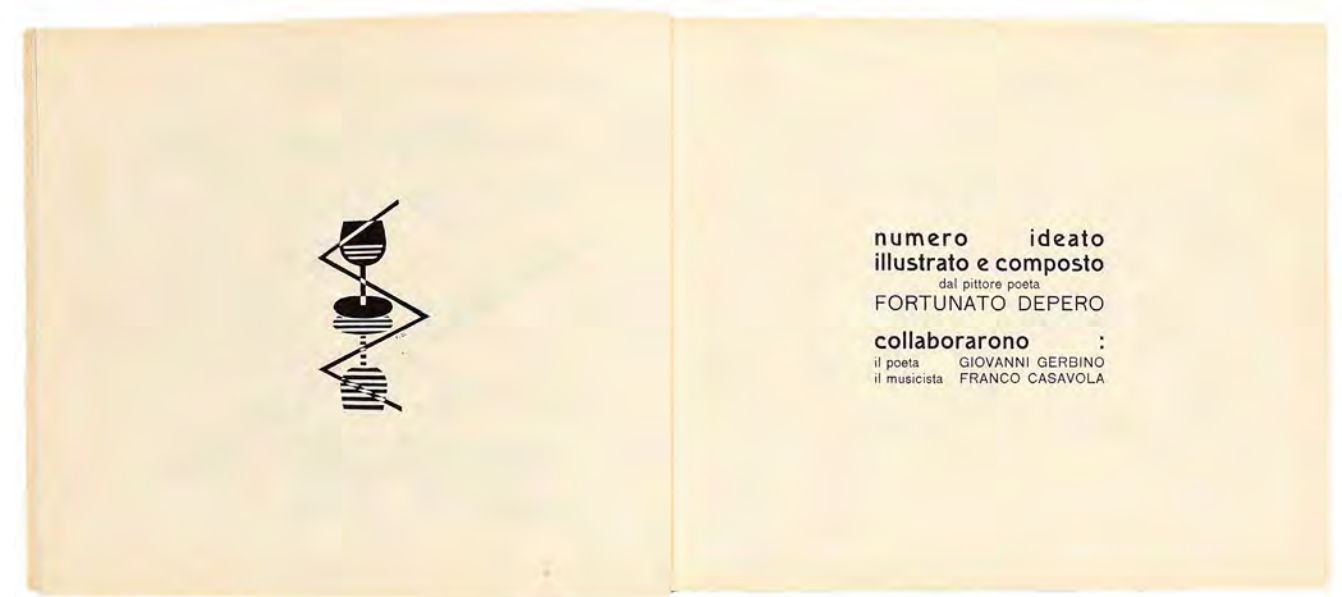 numero ideato
illustrato e composto
dal pittore poeta
FORTUNATO DEPERO
collaborarono :
il poeta GIOVANNI GERBINO
il musicista FRANCO CASAVOLA